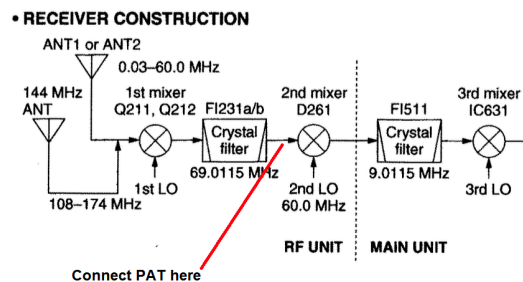 • RECEIVER CONSTRUCTION
ANT1 or ANT2
0.03–60.0 MHz
144 MHz
ANT
1st mixer
Q211, Q212
FI231a/b
2nd mixer
D261
FI511
3rd mixer
IC631
Crystal
filter
Crystal
filter
69.0115 MHz
9.0115 MHz
1st LO
2nd LO
60.0 MHz
3rd LO
108–174 MHz
RF UNIT
MAIN UNIT
Connect PAT here